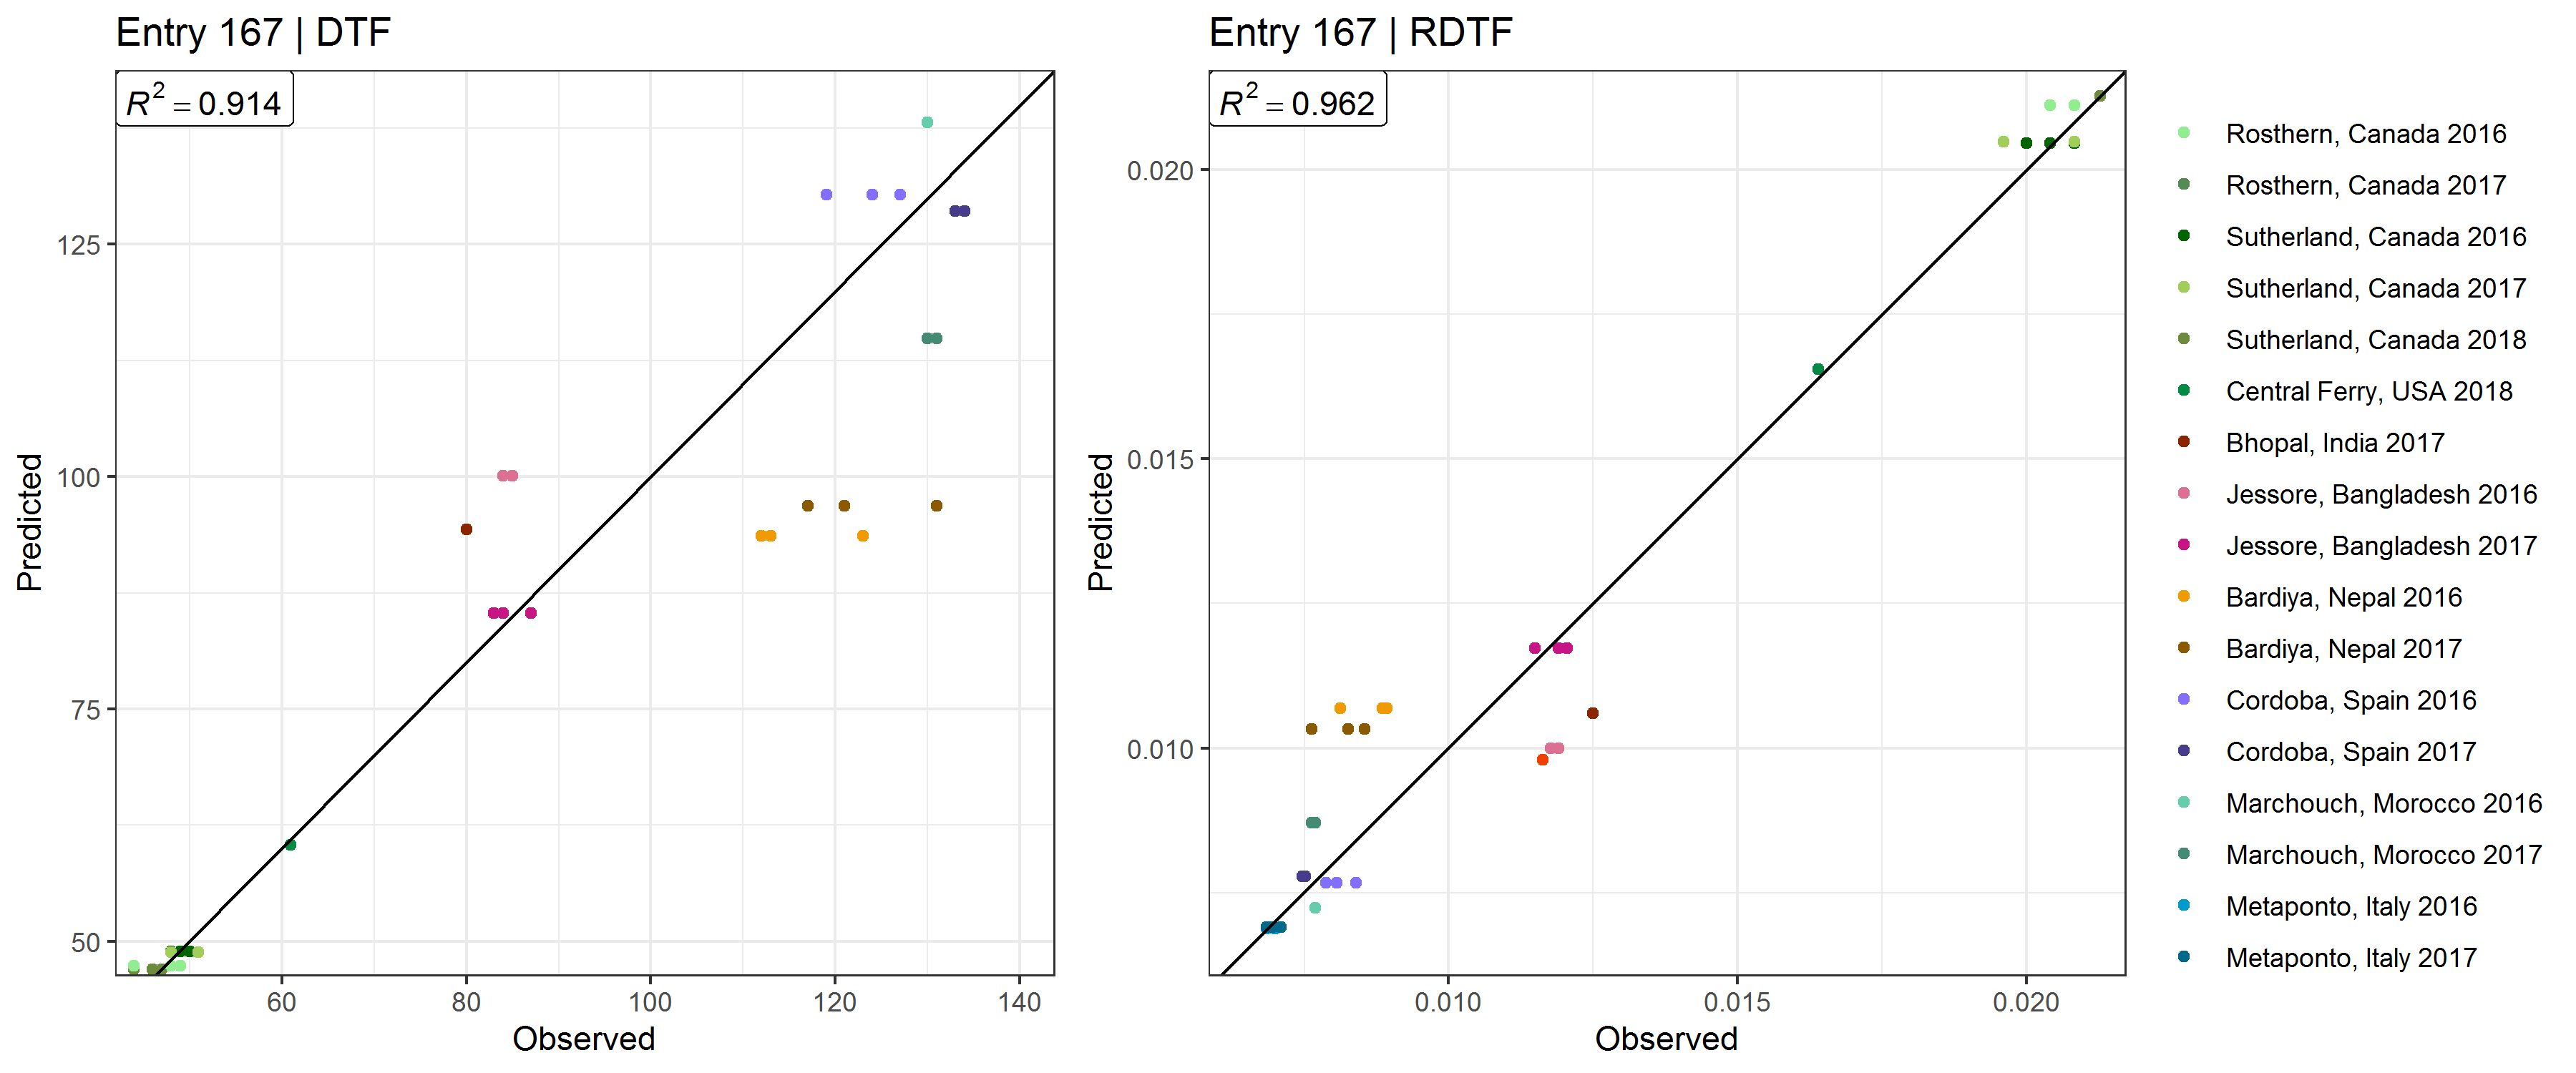 Entry 167 | DTF
R² = 0.914
125
100
75
50
60 80 100 120 140
Observed
Predicted
Entry 167 | RDTF
R² = 0.962
0.020
0.015
0.010
0.010 0.015 0.020
Observed
Predicted
Rosthern, Canada 2016
Rosthern, Canada 2017
Sutherland, Canada 2016
Sutherland, Canada 2017
Sutherland, Canada 2018
Central Ferry, USA 2018
Bhopal, India 2017
Jessore, Bangladesh 2016
Jessore, Bangladesh 2017
Bardiya, Nepal 2016
Bardiya, Nepal 2017
Cordoba, Spain 2016
Cordoba, Spain 2017
Marchouch, Morocco 2016
Marchouch, Morocco 2017
Metaponto, Italy 2016
Metaponto, Italy 2017